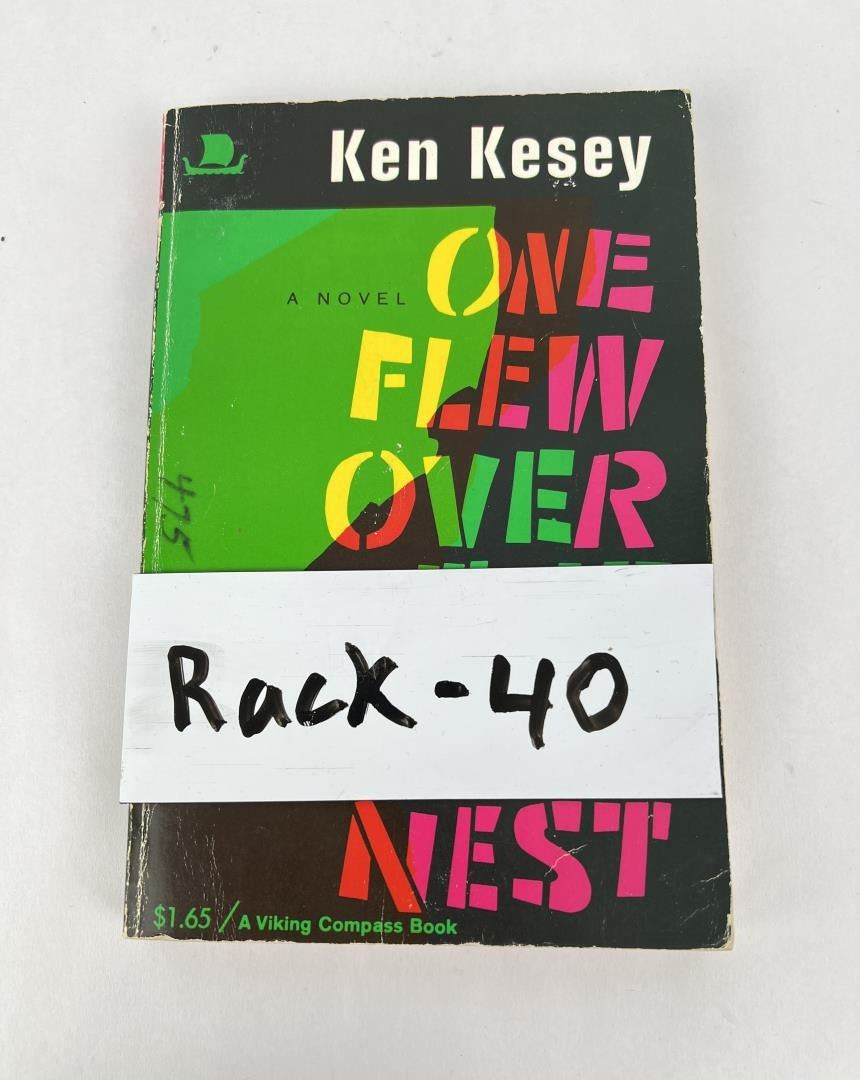 Ken Kesey
A NOVEL ONE
FLEW
OVER
475
Rack-40
NEST
$1.65 / A Viking Compass Book